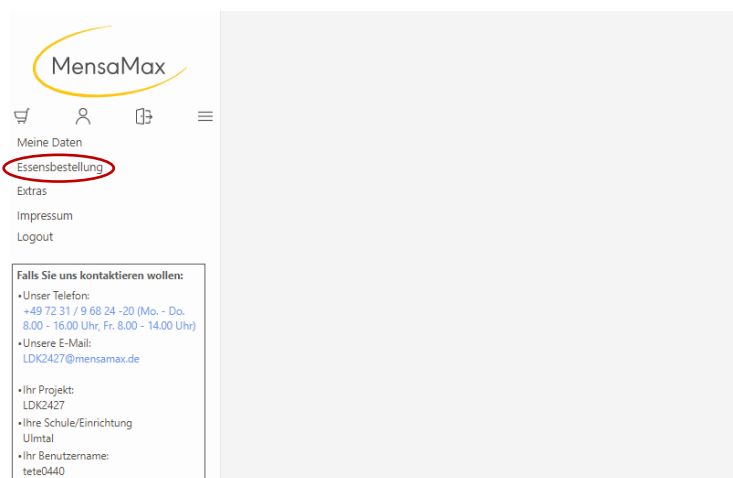 MensaMax
Meine Daten
Essensbestellung
Extras
Impressum
Logout
Falls Sie uns kontaktieren wollen:
•Unser Telefon:
+49 72 31 / 9 68 24 -20 (Mo. - Do.
8.00 - 16.00 Uhr, Fr. 8.00 - 14.00 Uhr)
•Unsere E-Mail:
LDK2427@mensamax.de
•Ihr Projekt:
LDK2427
•Ihre Schule/Einrichtung
Ulmtal
•Ihr Benutzername:
tete0440